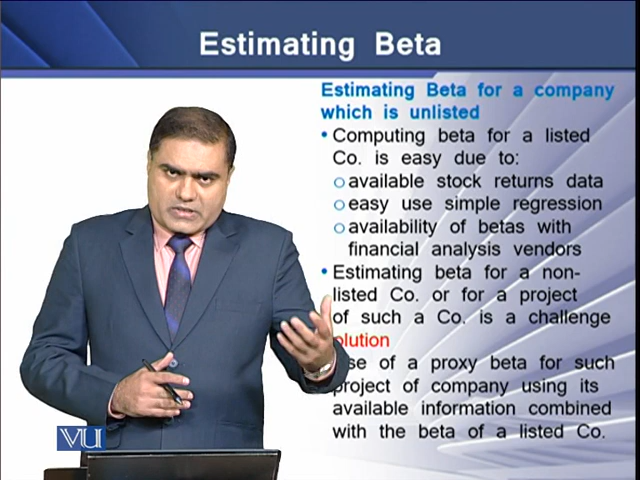 Estimating Beta
Estimating Beta for a company
which is unlisted
• Computing beta for a listed
Co. is easy due to:
o available stock returns data
o easy use simple regression
o availability of betas with
financial analysis vendors
• Estimating beta for a non-
listed Co. or for a project
of such a Co. is a challenge
olution
se of a proxy beta for such
project of company using its
available information combined
with the beta of a listed Co.
VU